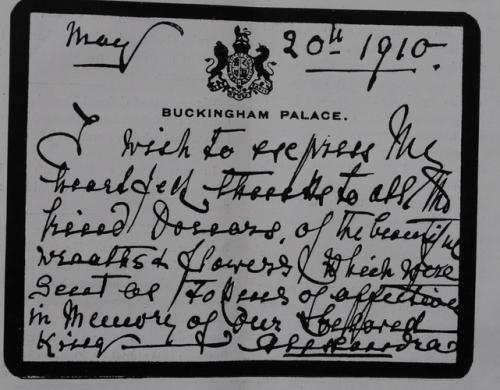 May 20th 1910.
BUCKINGHAM PALACE.
I wish to express my
heartfelt thanks to all the
kind donors, of the beautiful
wreaths & flowers which were
sent as tokens of affection
in Memory of our beloved
King Alexandra